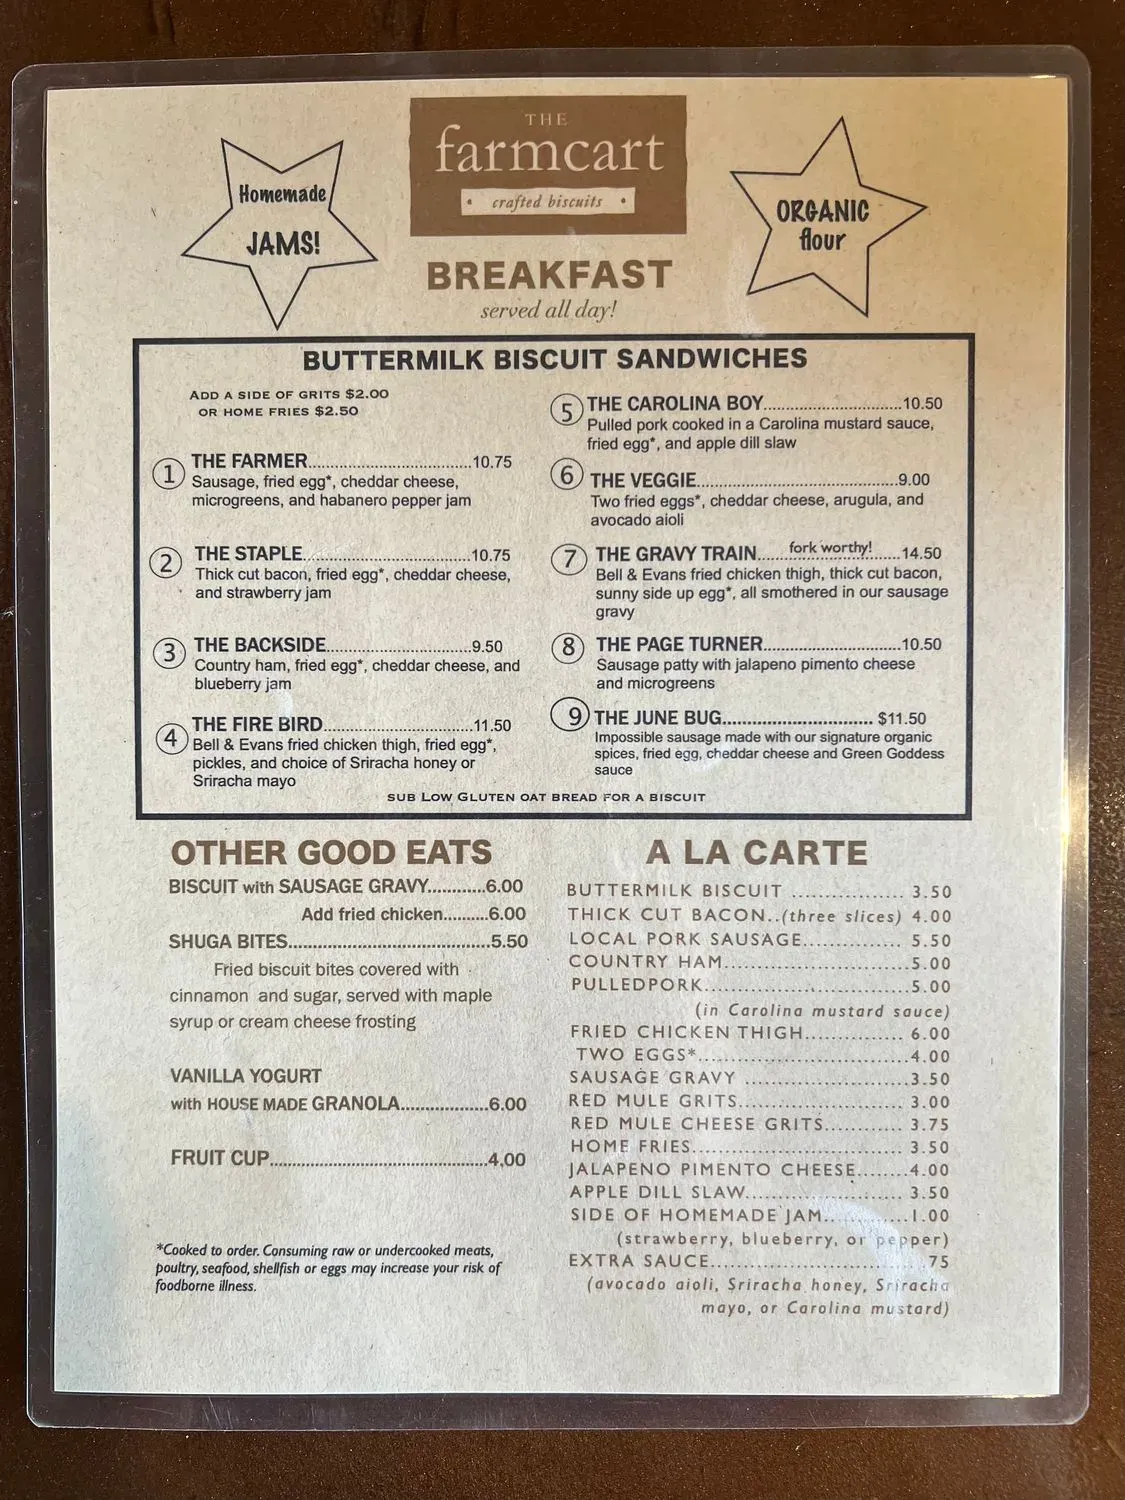 THE
farmcart
• crafted biscuits •
Homemade
JAMS!
ORGANIC
flour
BREAKFAST
served all day!
BUTTERMILK BISCUIT SANDWICHES
ADD A SIDE OF GRITS $2.00
OR HOME FRIES $2.50
1 THE FARMER....................................10.75
Sausage, fried egg*, cheddar cheese,
microgreens, and habanero pepper jam
2 THE STAPLE.....................................10.75
Thick cut bacon, fried egg*, cheddar cheese,
and strawberry jam
3 THE BACKSIDE................................9.50
Country ham, fried egg*, cheddar cheese, and
blueberry jam
4 THE FIRE BIRD.................................11.50
Bell & Evans fried chicken thigh, fried egg*,
pickles, and choice of Sriracha honey or
Sriracha mayo
5 THE CAROLINA BOY..............................10.50
Pulled pork cooked in a Carolina mustard sauce,
fried egg*, and apple dill slaw
6 THE VEGGIE.............................................9.00
Two fried eggs*, cheddar cheese, arugula, and
avocado aioli
7 THE GRAVY TRAIN.......fork worthy!......14.50
Bell & Evans fried chicken thigh, thick cut bacon,
sunny side up egg*, all smothered in our sausage
gravy
8 THE PAGE TURNER..............................10.50
Sausage patty with jalapeno pimento cheese
and microgreens
9 THE JUNE BUG................................ $11.50
Impossible sausage made with our signature organic
spices, fried egg, cheddar cheese and Green Goddess
sauce
SUB LOW GLUTEN OAT BREAD FOR A BISCUIT
OTHER GOOD EATS
BISCUIT with SAUSAGE GRAVY............6.00
Add fried chicken.........6.00
SHUGA BITES..........................................5.50
Fried biscuit bites covered with
cinnamon and sugar, served with maple
syrup or cream cheese frosting
VANILLA YOGURT
with HOUSE MADE GRANOLA..................6.00
FRUIT CUP.............................................4.00
*Cooked to order. Consuming raw or undercooked meats,
poultry, seafood, shellfish or eggs may increase your risk of
foodborne illness.
A LA CARTE
BUTTERMILK BISCUIT ................. 3.50
THICK CUT BACON..(three slices) 4.00
LOCAL PORK SAUSAGE............... 5.50
COUNTRY HAM............................5.00
PULLEDPORK...............................5.00
(in Carolina mustard sauce)
FRIED CHICKEN THIGH............... 6.00
TWO EGGS*................................4.00
SAUSAGE GRAVY .........................3.50
RED MULE GRITS......................... 3.00
RED MULE CHEESE GRITS............ 3.75
HOME FRIES................................ 3.50
JALAPENO PIMENTO CHEESE.......4.00
APPLE DILL SLAW........................ 3.50
SIDE OF HOMEMADE JAM.............1.00
(strawberry, blueberry, or pepper)
EXTRA SAUCE................................75
(avocado aioli, Sriracha honey, Sriracha
mayo, or Carolina mustard)